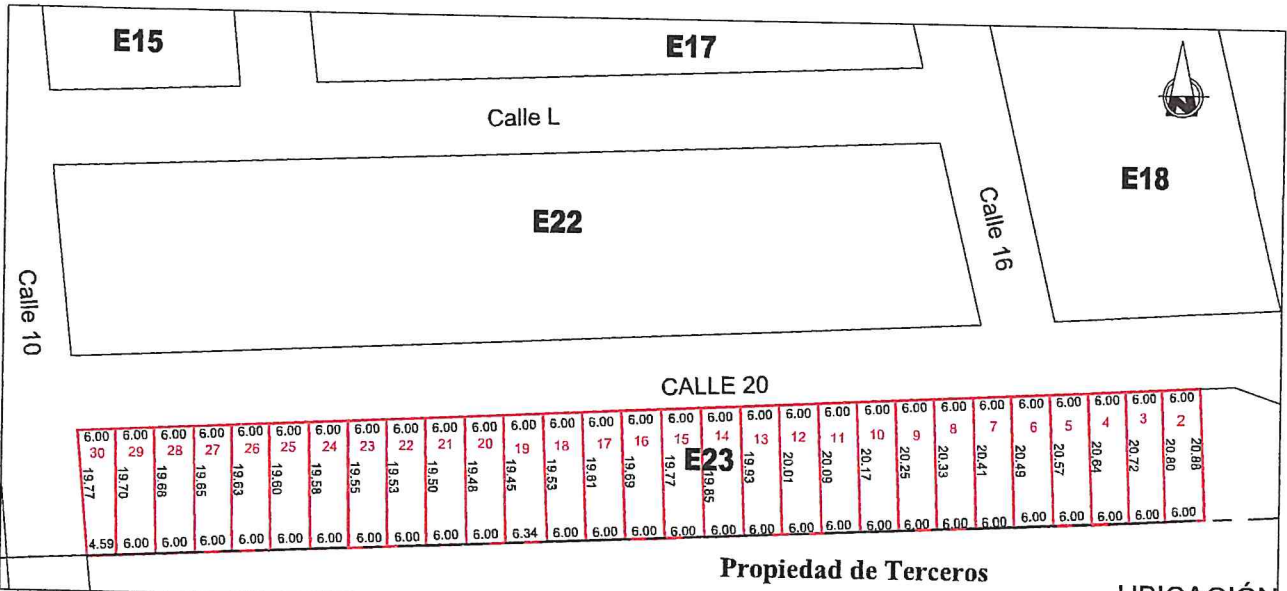 E15
E17
Calle L
N
E18
E22
Calle 16
Calle 10
CALLE 20
6.00 6.00 6.00 6.00 6.00 6.00 6.00 6.00 6.00 6.00 6.00 6.00 6.00 6.00 6.00 6.00 6.00 6.00 6.00 6.00 6.00 6.00 6.00 6.00 6.00 6.00 6.00 6.00 6.00
30 29 28 27 26 25 24 23 22 21 20 19 18 17 16 15 14 13 12 11 10 9 8 7 6 5 4 3 2
E23
19.77 19.70 19.68 19.65 19.63 19.60 19.58 19.55 19.53 19.50 19.48 19.45 19.53 19.61 19.69 19.77 19.85 19.93 20.01 20.09 20.17 20.25 20.33 20.41 20.49 20.57 20.64 20.72 20.80 20.88
4.59 6.00 6.00 6.00 6.00 6.00 6.00 6.00 6.00 6.00 6.00 6.34 6.00 6.00 6.00 6.00 6.00 6.00 6.00 6.00 6.00 6.00 6.00 6.00 6.00 6.00 6.00 6.00 6.00
Propiedad de Terceros
UBICACIÓN